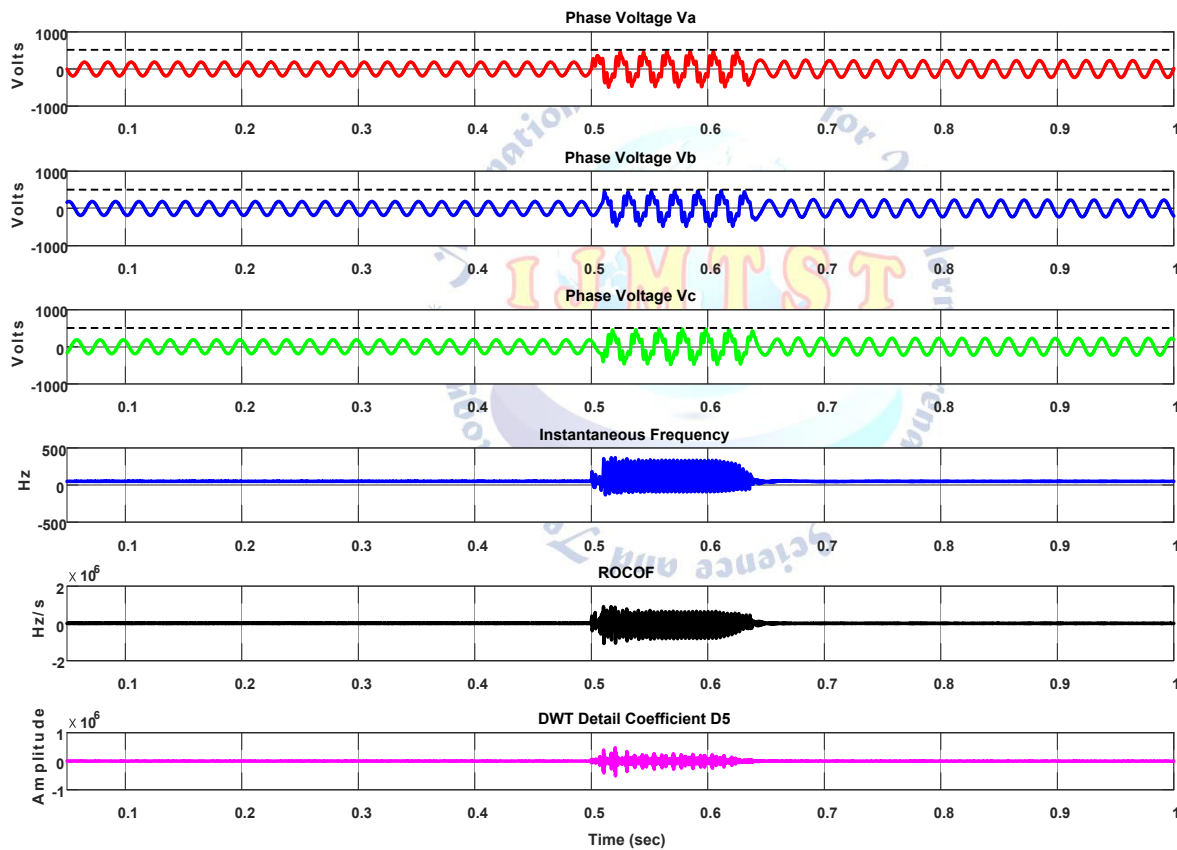 Phase Voltage Va
1000
0
-1000
Volts
0.1 0.2 0.3 0.4 0.5 0.6 0.7 0.8 0.9 1
Phase Voltage Vb
1000
0
-1000
Volts
0.1 0.2 0.3 0.4 0.5 0.6 0.7 0.8 0.9 1
IJMTST
Phase Voltage Vc
1000
0
-1000
Volts
0.1 0.2 0.3 0.4 0.5 0.6 0.7 0.8 0.9 1
Instantaneous Frequency
500
0
-500
Hz
0.1 0.2 0.3 0.4 0.5 0.6 0.7 0.8 0.9 1
Science and
ROCOF
× 10^6
2
0
-2
Hz/s
0.1 0.2 0.3 0.4 0.5 0.6 0.7 0.8 0.9 1
DWT Detail Coefficient D5
× 10^6
1
0
-1
Amplitude
0.1 0.2 0.3 0.4 0.5 0.6 0.7 0.8 0.9 1
Time (sec)